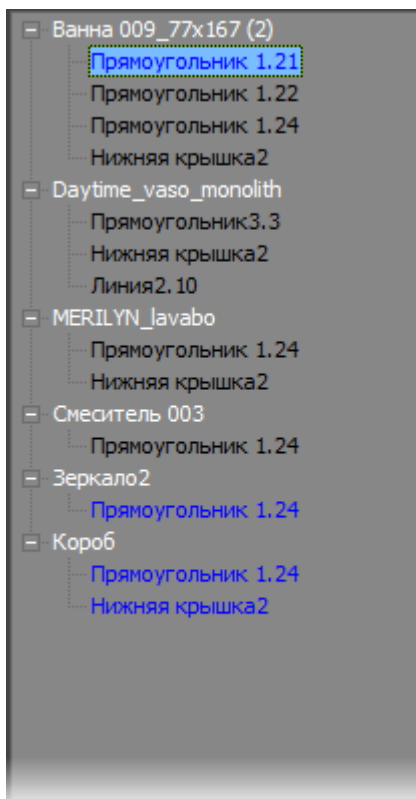 Ванна 009_77x167 (2)
Прямоугольник 1.21
Прямоугольник 1.22
Прямоугольник 1.24
Нижняя крышка2
Daytime_vaso_monolith
Прямоугольник3.3
Нижняя крышка2
Линия2.10
MERILYN_lavabo
Прямоугольник 1.24
Нижняя крышка2
Смеситель 003
Прямоугольник 1.24
Зеркало2
Прямоугольник 1.24
Короб
Прямоугольник 1.24
Нижняя крышка2